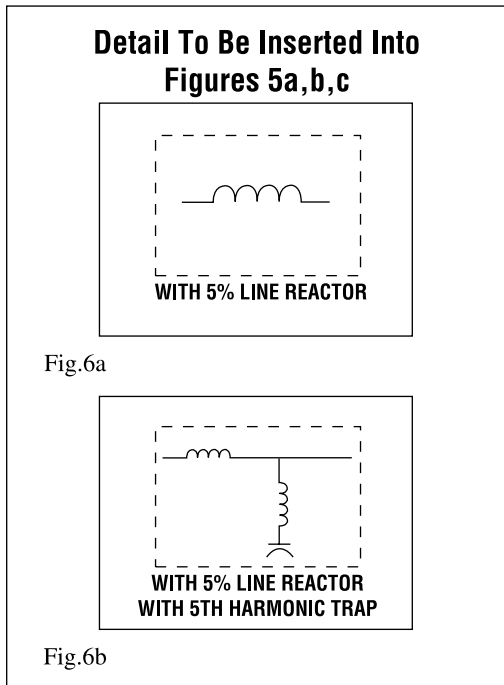 Detail To Be Inserted Into
Figures 5a,b,c
WITH 5% LINE REACTOR
Fig.6a
WITH 5% LINE REACTOR
WITH 5TH HARMONIC TRAP
Fig.6b